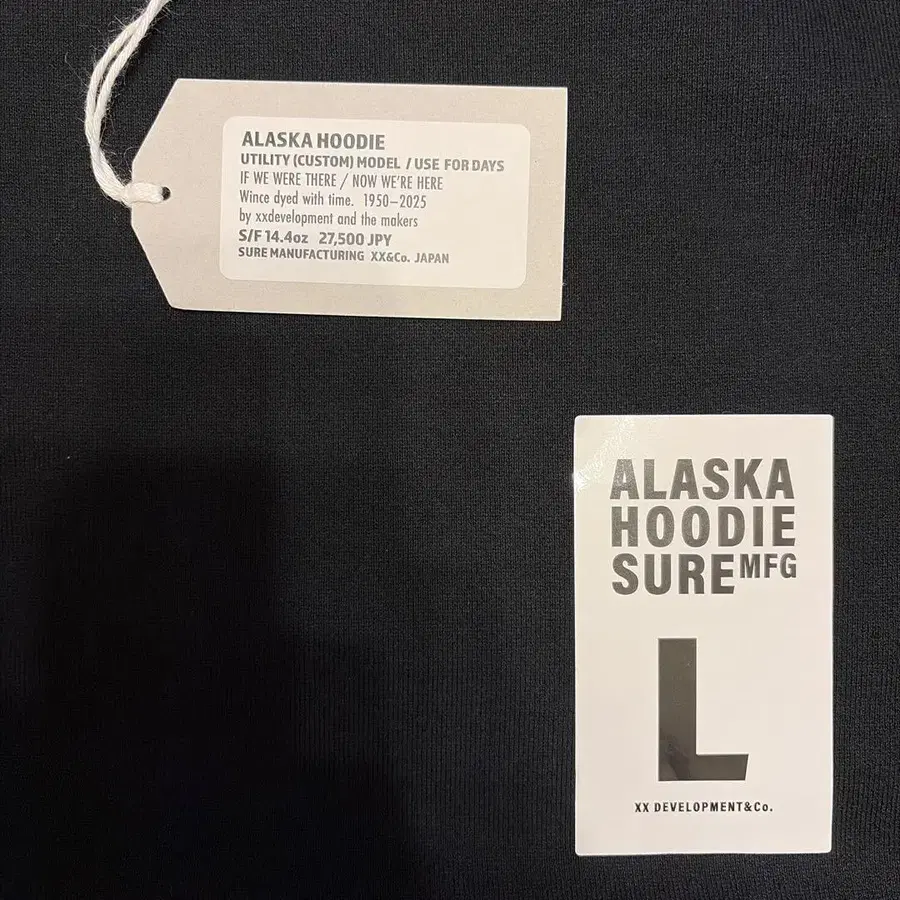 ALASKA HOODIE
UTILITY (CUSTOM) MODEL / USE FOR DAYS
IF WE WERE THERE / NOW WE'RE HERE
Wince dyed with time. 1950–2025
by xxdevelopment and the makers
S/F 14.4oz 27,500 JPY
SURE MANUFACTURING XX&Co. JAPAN
ALASKA
HOODIE
SURE MFG
L
XX DEVELOPMENT&Co.